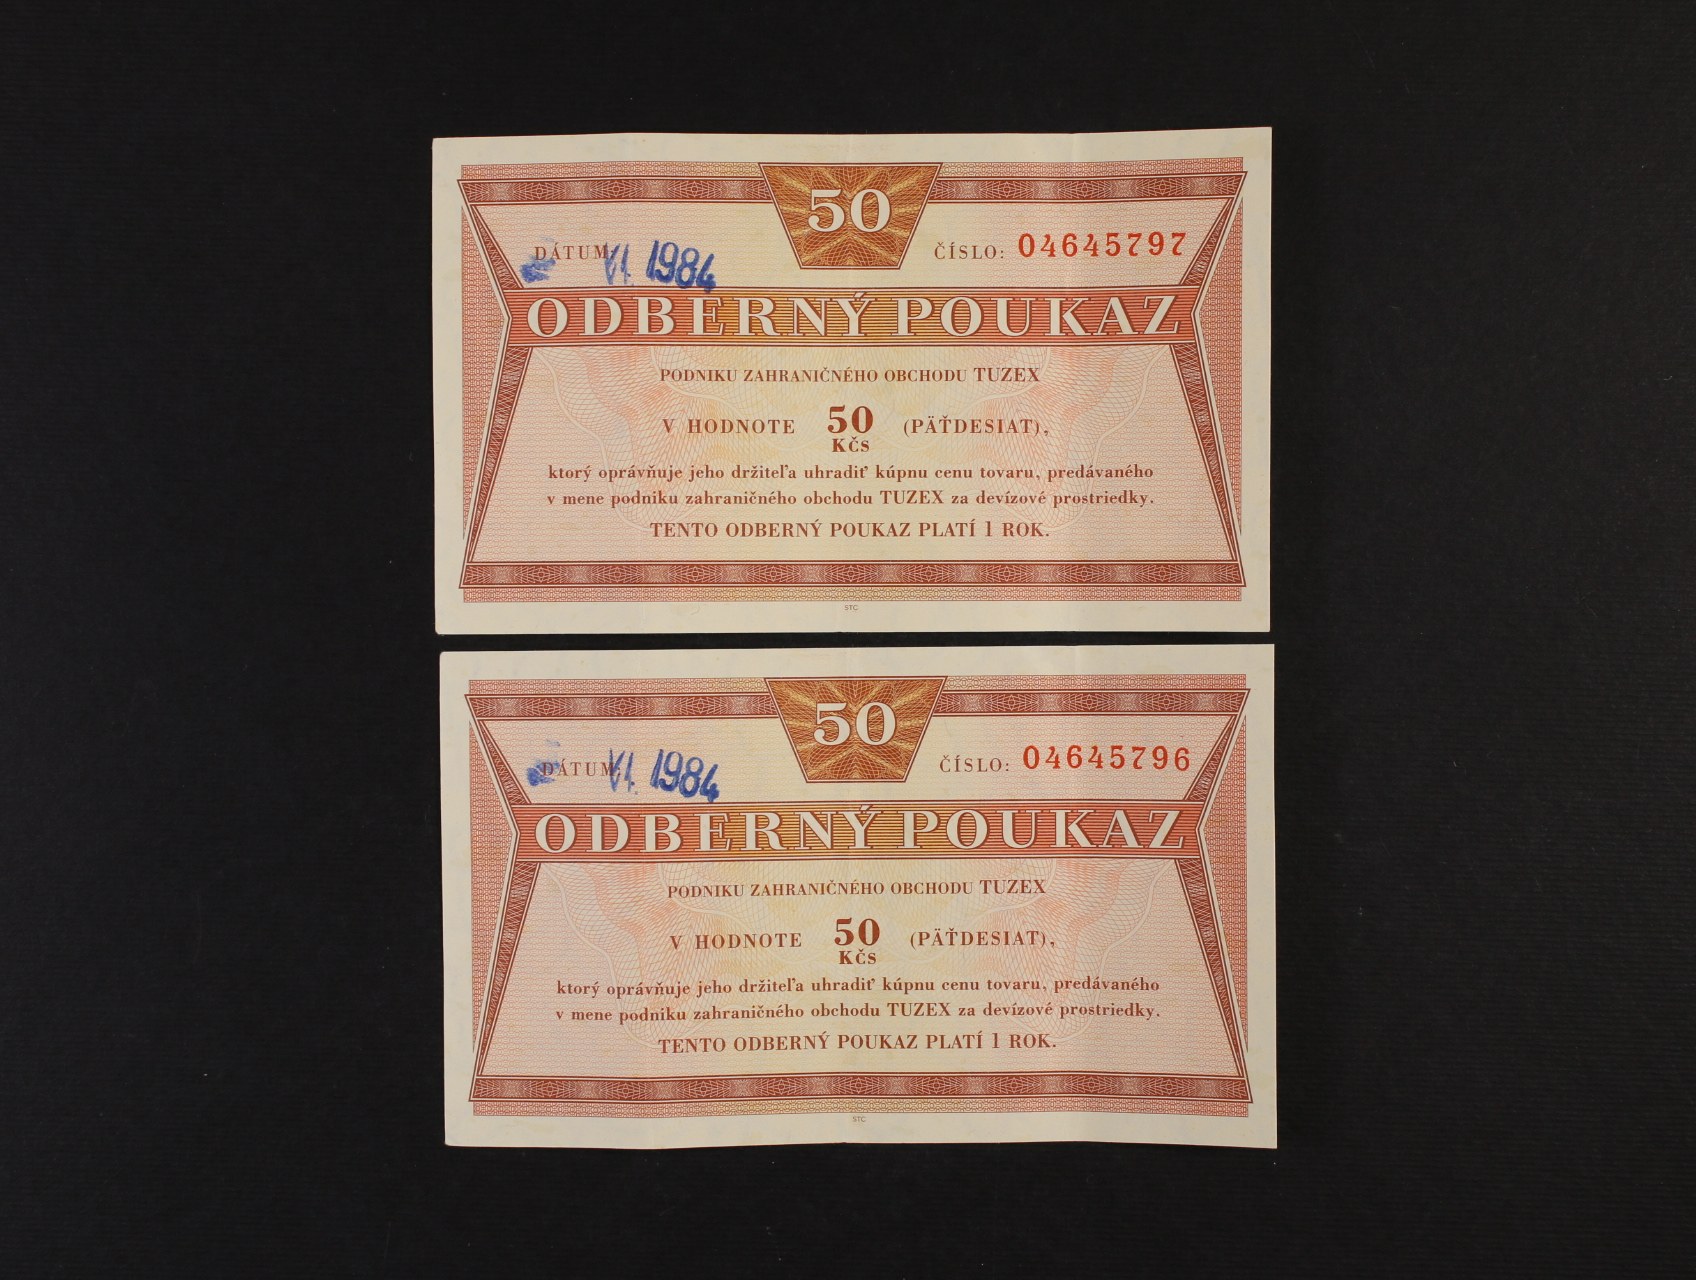 50
DÁTUM: VI. 1984 ČÍSLO: 04645797
ODBERNÝ POUKAZ
PODNIKU ZAHRANIČNÉHO OBCHODU TUZEX
V HODNOTE 50 (PÄŤDESIAT),
KČS
ktorý oprávňuje jeho držiteľa uhradiť kúpnu cenu tovaru, predávaného
v mene podniku zahraničného obchodu TUZEX za devízové prostriedky.
TENTO ODBERNÝ POUKAZ PLATÍ 1 ROK.
STC
50
DÁTUM: VI. 1984 ČÍSLO: 04645796
ODBERNÝ POUKAZ
PODNIKU ZAHRANIČNÉHO OBCHODU TUZEX
V HODNOTE 50 (PÄŤDESIAT),
KČS
ktorý oprávňuje jeho držiteľa uhradiť kúpnu cenu tovaru, predávaného
v mene podniku zahraničného obchodu TUZEX za devízové prostriedky.
TENTO ODBERNÝ POUKAZ PLATÍ 1 ROK.
STC